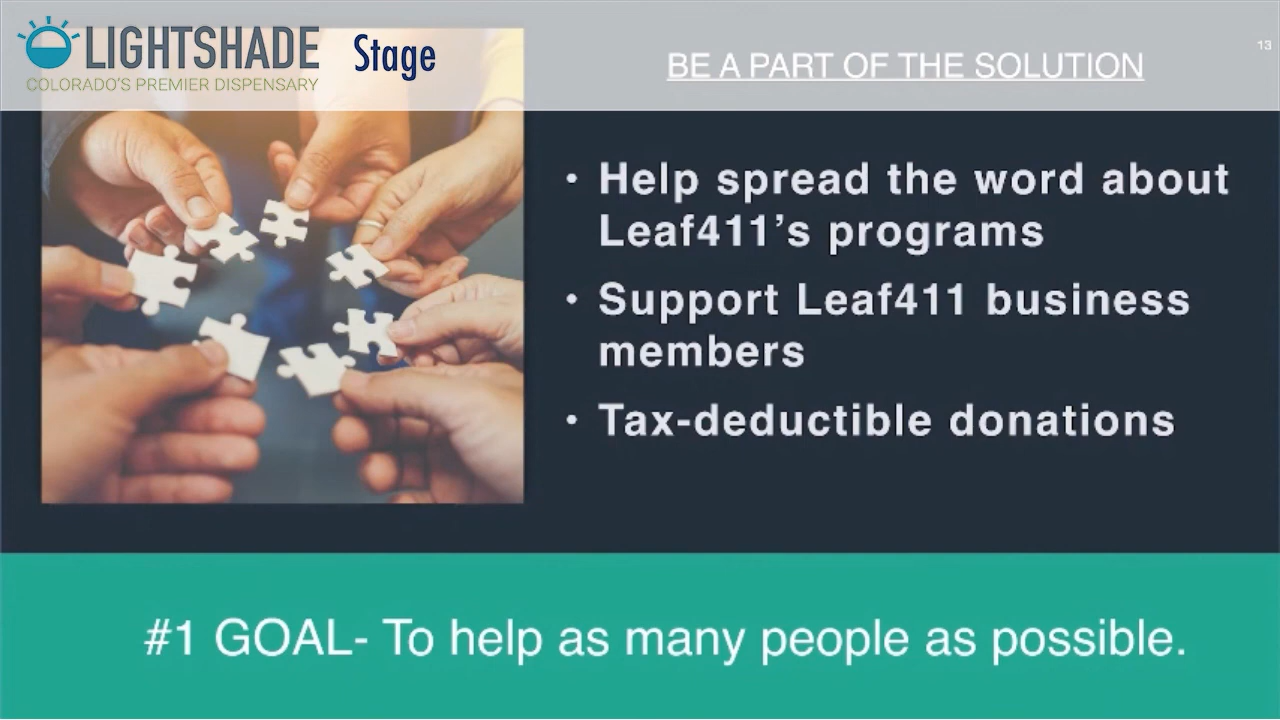 LIGHTSHADE Stage
COLORADO'S PREMIER DISPENSARY
BE A PART OF THE SOLUTION
13
• Help spread the word about
Leaf411’s programs
• Support Leaf411 business
members
• Tax-deductible donations
#1 GOAL- To help as many people as possible.